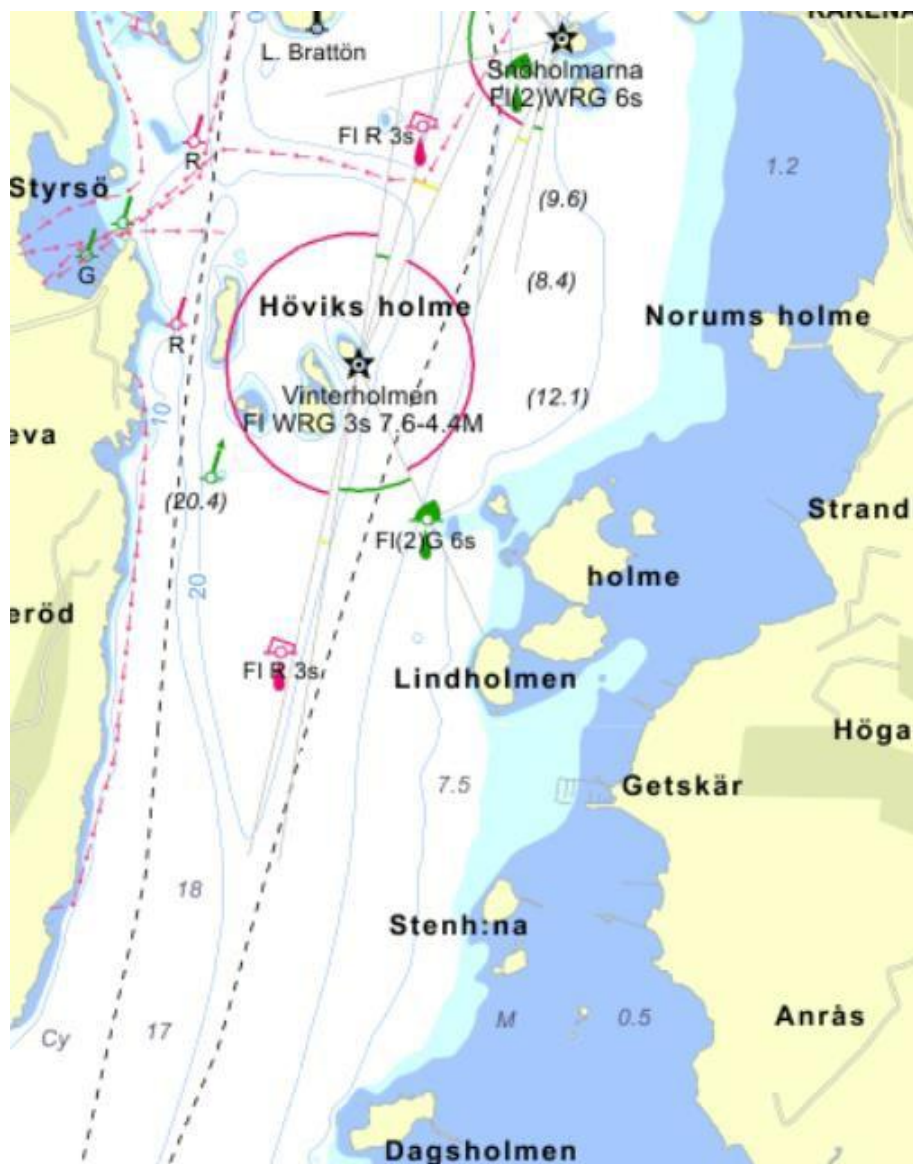 L. Brattön
Snöholmarna
Fl(2)WRG 6s
Fl R 3s
R
1.2
Styrsö
(9.6)
G
(8.4)
Höviks holme
Norums holme
R
Vinterholmen
Fl WRG 3s 7.6-4.4M
(12.1)
10
eva
(20.4)
Strand
Fl(2)G 6s
holme
20
eröd
Fl R 3s
Lindholmen
Höga
7.5
Getskär
18
Stenh:na
17
M
0.5
Anrås
Cy
Dagsholmen